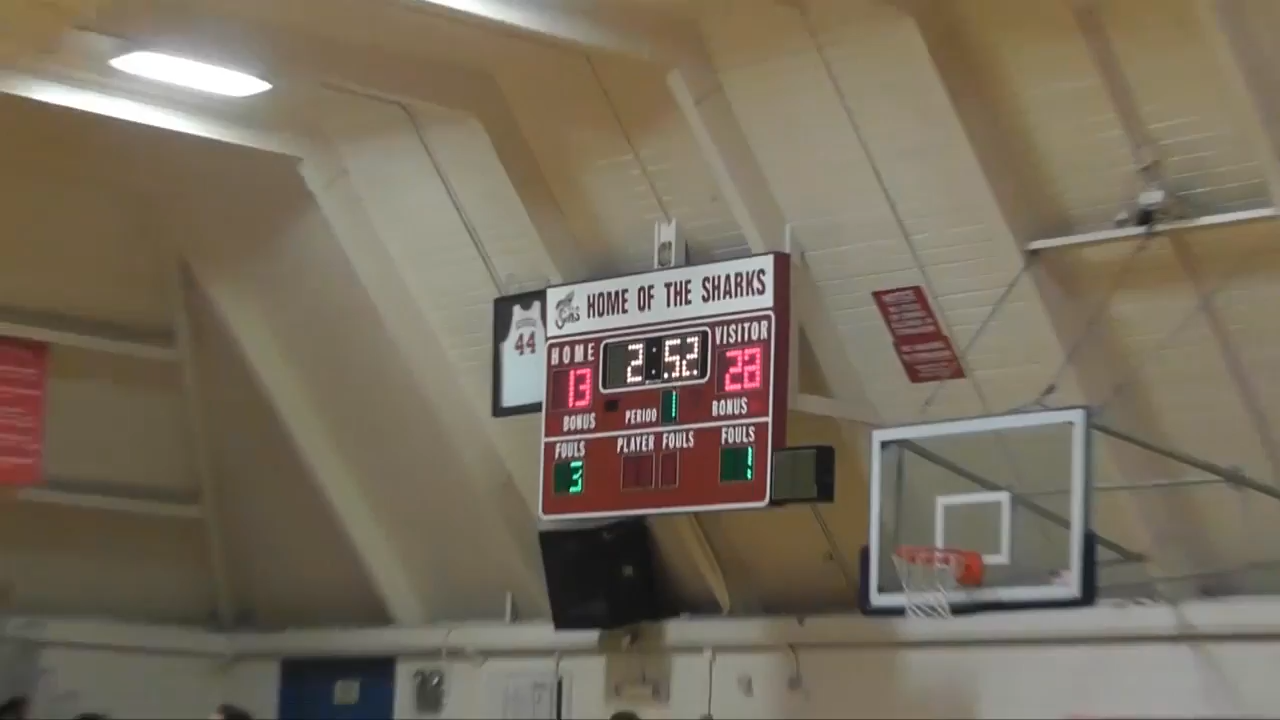 HOME OF THE SHARKS
44
HOME
2:52
VISITOR
13
23
BONUS
PERIOD
1
BONUS
FOULS
PLAYER FOULS
FOULS
3
1